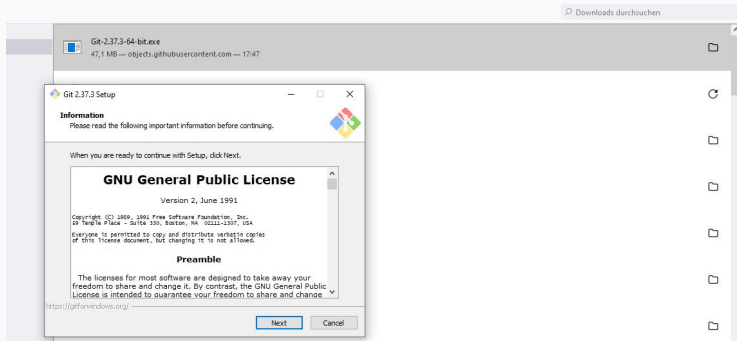 Downloads durchsuchen
Git-2.37.3-64-bit.exe
47,1 MB — objects.githubusercontent.com — 17:47
Git 2.37.3 Setup
Information
Please read the following important information before continuing.
When you are ready to continue with Setup, click Next.
GNU General Public License
Version 2, June 1991
Copyright (C) 1989, 1991 Free Software Foundation, Inc.
59 Temple Place - Suite 330, Boston, MA 02111-1307, USA
Everyone is permitted to copy and distribute verbatim copies
of this license document, but changing it is not allowed.
Preamble
The licenses for most software are designed to take away your
freedom to share and change it. By contrast, the GNU General Public
License is intended to guarantee your freedom to share and change
https://gitforwindows.org/
Next
Cancel